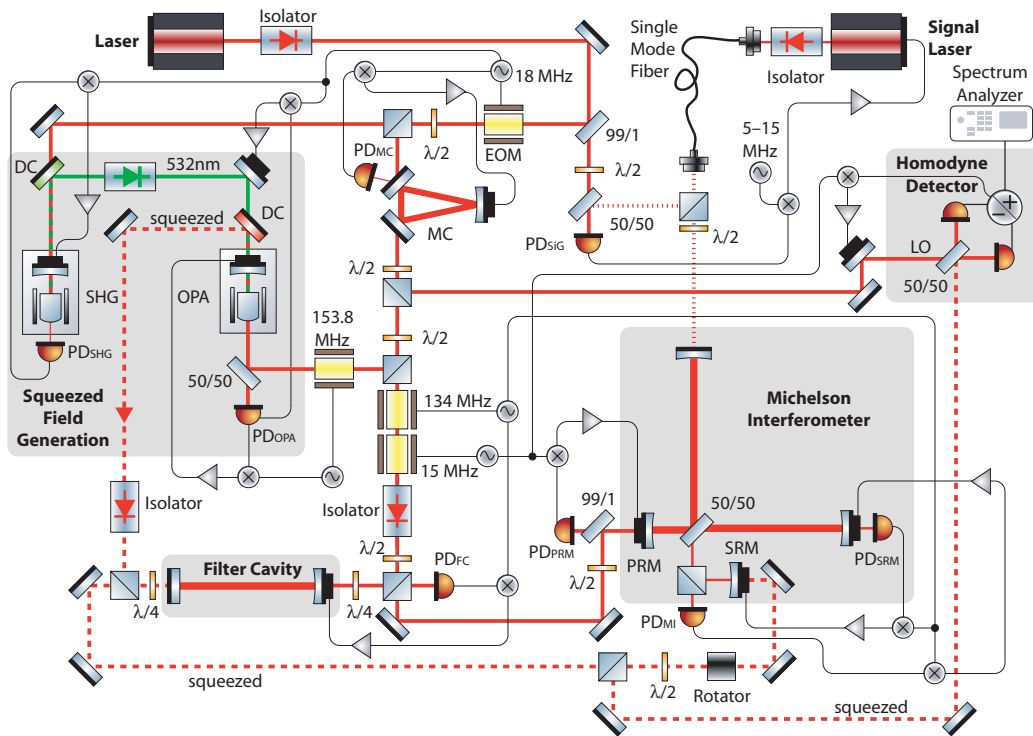 Laser
Isolator
Single
Mode
Fiber
Isolator
Signal
Laser
Spectrum
Analyzer
18 MHz
5–15
MHz
99/1
PDMC
λ/2
EOM
λ/2
DC
532nm
Homodyne
Detector
squeezed
DC
MC
50/50
λ/2
PDSiG
LO
50/50
SHG
OPA
λ/2
153.8
MHz
λ/2
PDSHG
50/50
Squeezed
Field
Generation
PDOPA
134 MHz
15 MHz
Michelson
Interferometer
Isolator
Isolator
99/1
50/50
PDPRM
PRM
SRM
PDSRM
λ/2
PDFC
λ/2
Filter Cavity
λ/4
λ/4
PDMI
squeezed
λ/2
Rotator
squeezed